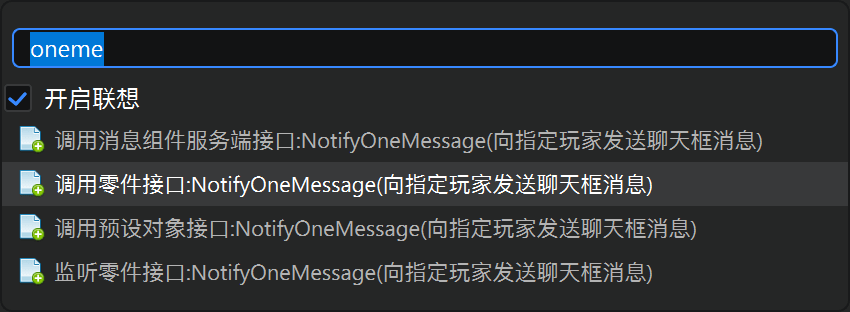 oneme
开启联想
调用消息组件服务端接口:NotifyOneMessage(向指定玩家发送聊天框消息)
调用零件接口:NotifyOneMessage(向指定玩家发送聊天框消息)
调用预设对象接口:NotifyOneMessage(向指定玩家发送聊天框消息)
监听零件接口:NotifyOneMessage(向指定玩家发送聊天框消息)